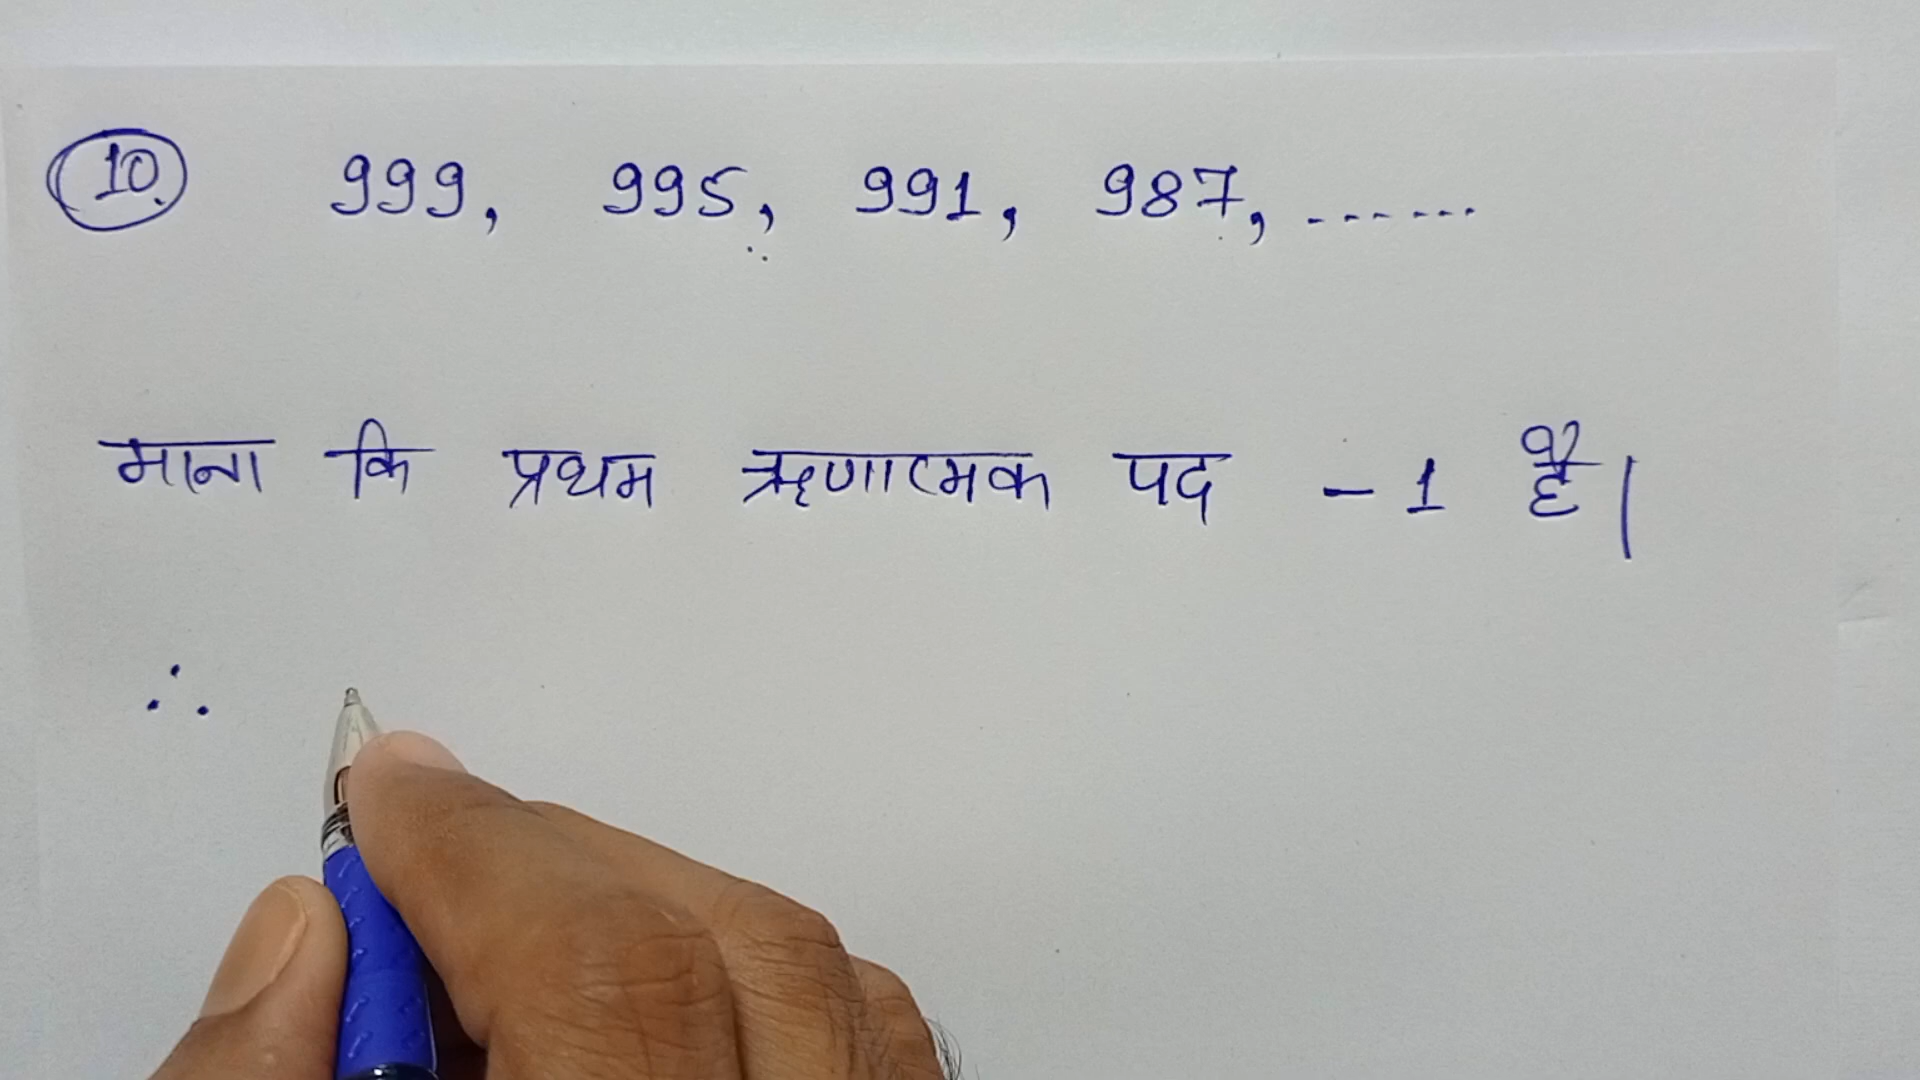 10. 999, 995, 991, 987, .......
माना कि प्रथम ऋणात्मक पद - 1 है।
∴